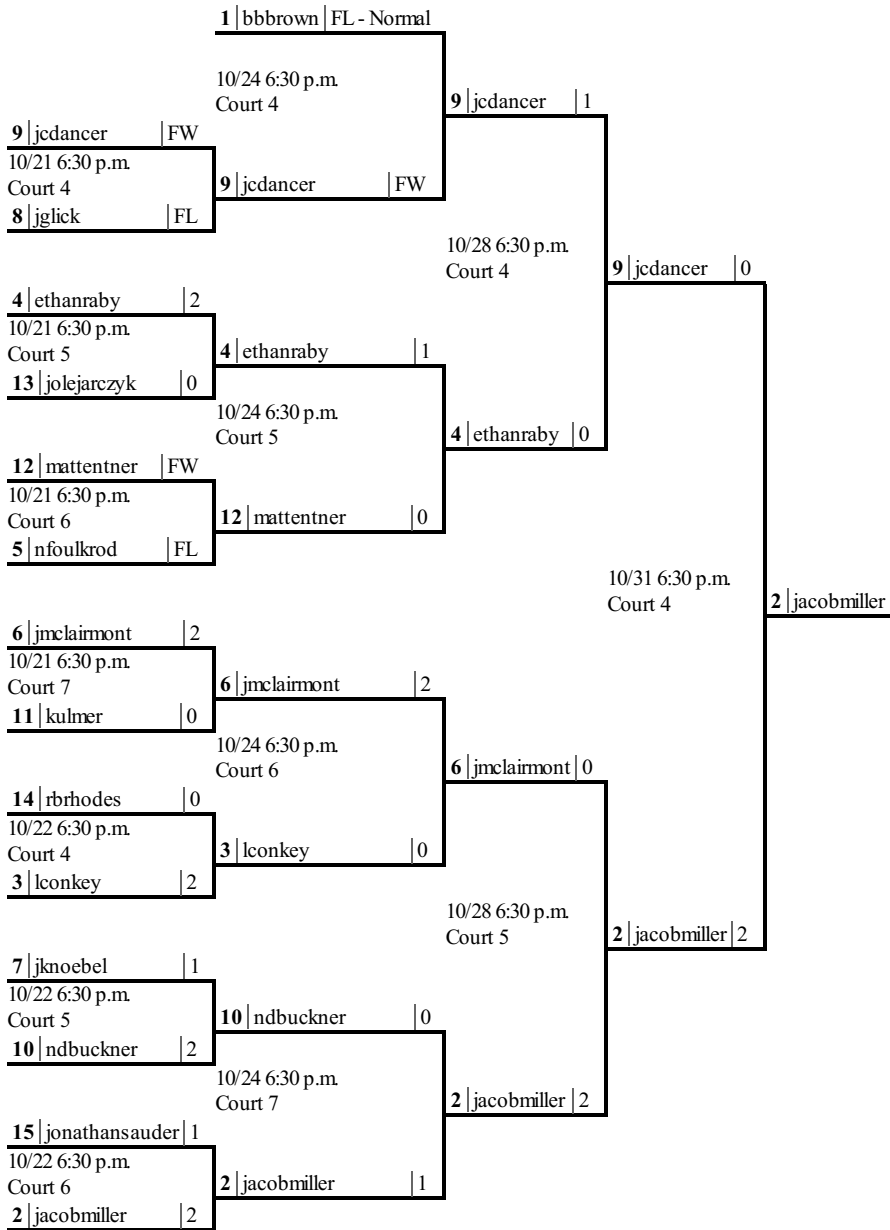 1 bbbrown FL - Normal
10/24 6:30 p.m.
Court 4
9 jcdancer 1
9 jcdancer FW
10/21 6:30 p.m.
Court 4
9 jcdancer FW
8 jglick FL
10/28 6:30 p.m.
Court 4
9 jcdancer 0
4 ethanraby 2
10/21 6:30 p.m.
Court 5
4 ethanraby 1
13 jolejarczyk 0
10/24 6:30 p.m.
Court 5
4 ethanraby 0
12 mattentner FW
10/21 6:30 p.m.
Court 6
12 mattentner 0
5 nfoulkrod FL
10/31 6:30 p.m.
Court 4
2 jacobmiller
6 jmclairmont 2
10/21 6:30 p.m.
Court 7
6 jmclairmont 2
11 kulmer 0
10/24 6:30 p.m.
Court 6
6 jmclairmont 0
14 rbrhodes 0
10/22 6:30 p.m.
Court 4
3 lconkey 0
3 lconkey 2
10/28 6:30 p.m.
Court 5
2 jacobmiller 2
7 jknoebel 1
10/22 6:30 p.m.
Court 5
10 ndbuckner 0
10 ndbuckner 2
10/24 6:30 p.m.
Court 7
2 jacobmiller 2
15 jonathansauder 1
10/22 6:30 p.m.
Court 6
2 jacobmiller 1
2 jacobmiller 2